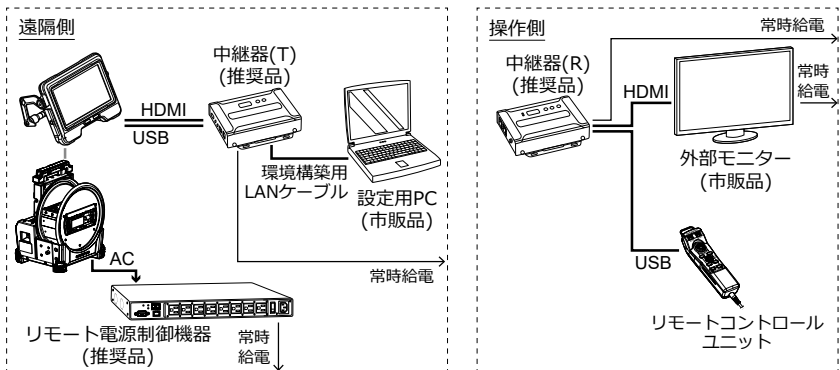 遠隔側
中継器(T)
(推奨品)
HDMI
USB
環境構築用
LANケーブル
設定用PC
(市販品)
AC
常時給電
リモート電源制御機器
(推奨品)
常時
給電
操作側
常時給電
中継器(R)
(推奨品)
HDMI
常時
給電
外部モニター
(市販品)
USB
リモートコントロール
ユニット